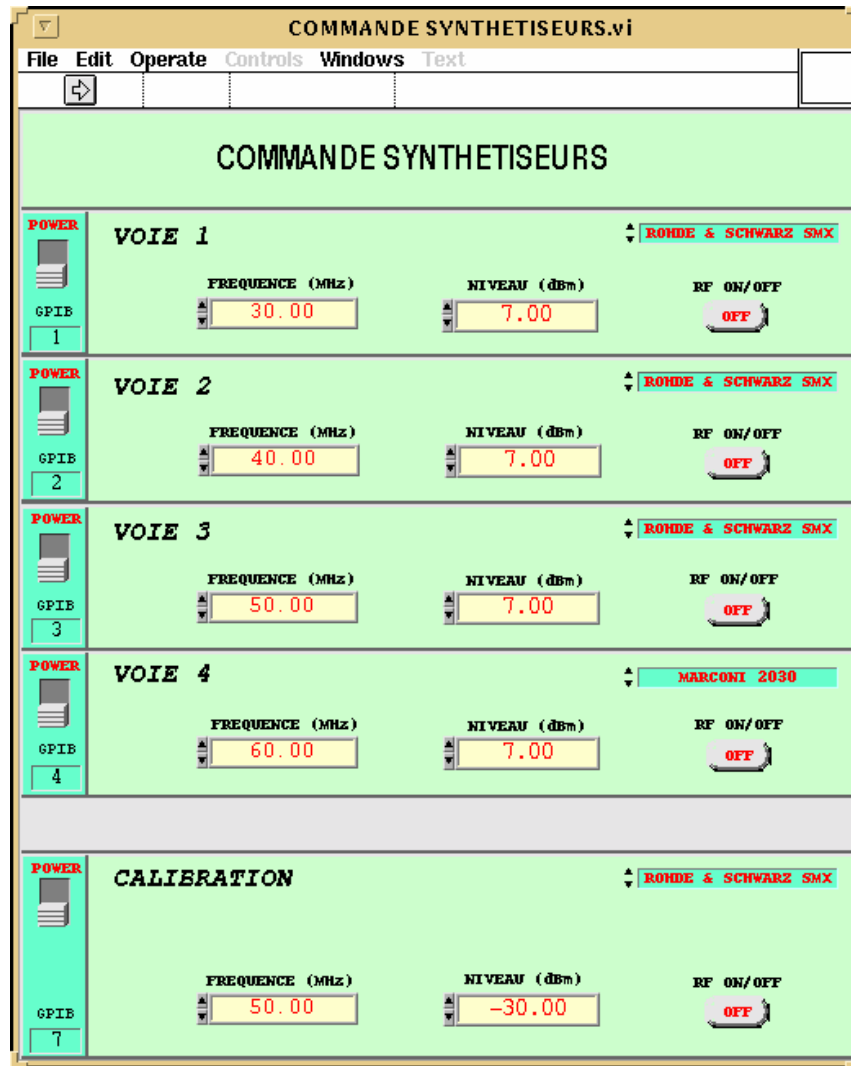 COMMANDE SYNTHETISEURS.vi
File Edit Operate Controls Windows Text
COMMANDE SYNTHETISEURS
POWER
VOIE 1
ROHDE & SCHWARZ SMX
FREQUENCE (MHz)
NIVEAU (dBm)
RF ON/OFF
GPIB
30.00
7.00
OFF
1
POWER
VOIE 2
ROHDE & SCHWARZ SMX
FREQUENCE (MHz)
NIVEAU (dBm)
RF ON/OFF
GPIB
40.00
7.00
OFF
2
POWER
VOIE 3
ROHDE & SCHWARZ SMX
FREQUENCE (MHz)
NIVEAU (dBm)
RF ON/OFF
GPIB
50.00
7.00
OFF
3
POWER
VOIE 4
MARCONI 2030
FREQUENCE (MHz)
NIVEAU (dBm)
RF ON/OFF
GPIB
60.00
7.00
OFF
4
POWER
CALIBRATION
ROHDE & SCHWARZ SMX
FREQUENCE (MHz)
NIVEAU (dBm)
RF ON/OFF
GPIB
50.00
-30.00
OFF
7